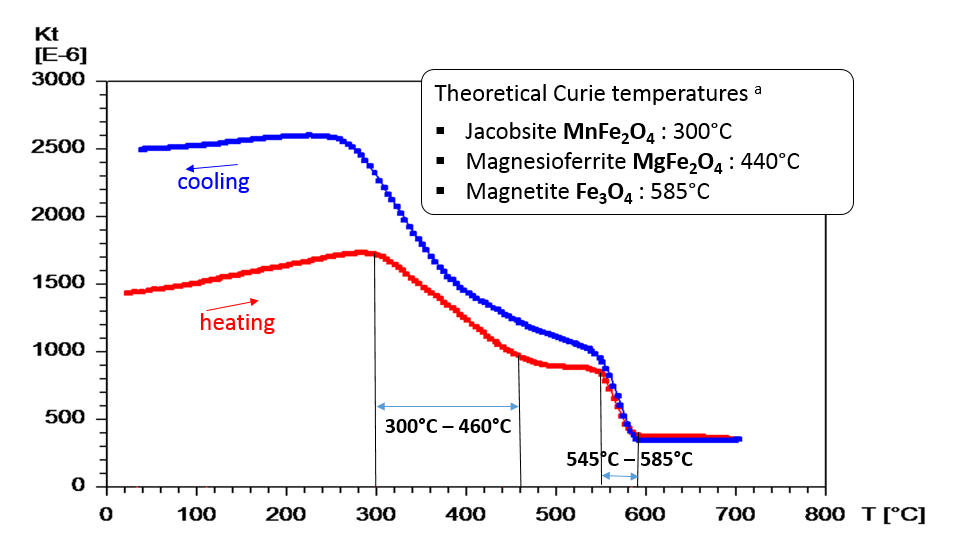 Kt
[E-6]
3000
2500
2000
1500
1000
500
0
Theoretical Curie temperatures ᵃ
▪ Jacobsite MnFe₂O₄ : 300°C
▪ Magnesioferrite MgFe₂O₄ : 440°C
▪ Magnetite Fe₃O₄ : 585°C
cooling
heating
300°C – 460°C
545°C – 585°C
0 100 200 300 400 500 600 700 800 T [°C]